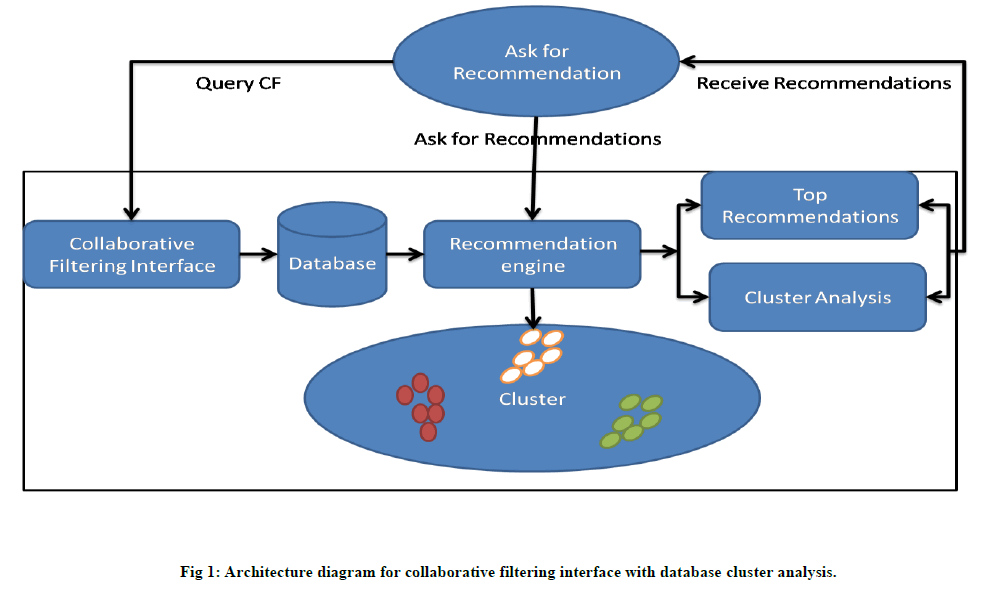 Ask for
Recommendation
Query CF
Receive Recommendations
Ask for Recommendations
Top
Recommendations
Collaborative
Filtering Interface
Database
Recommendation
engine
Cluster Analysis
Cluster
Fig 1: Architecture diagram for collaborative filtering interface with database cluster analysis.